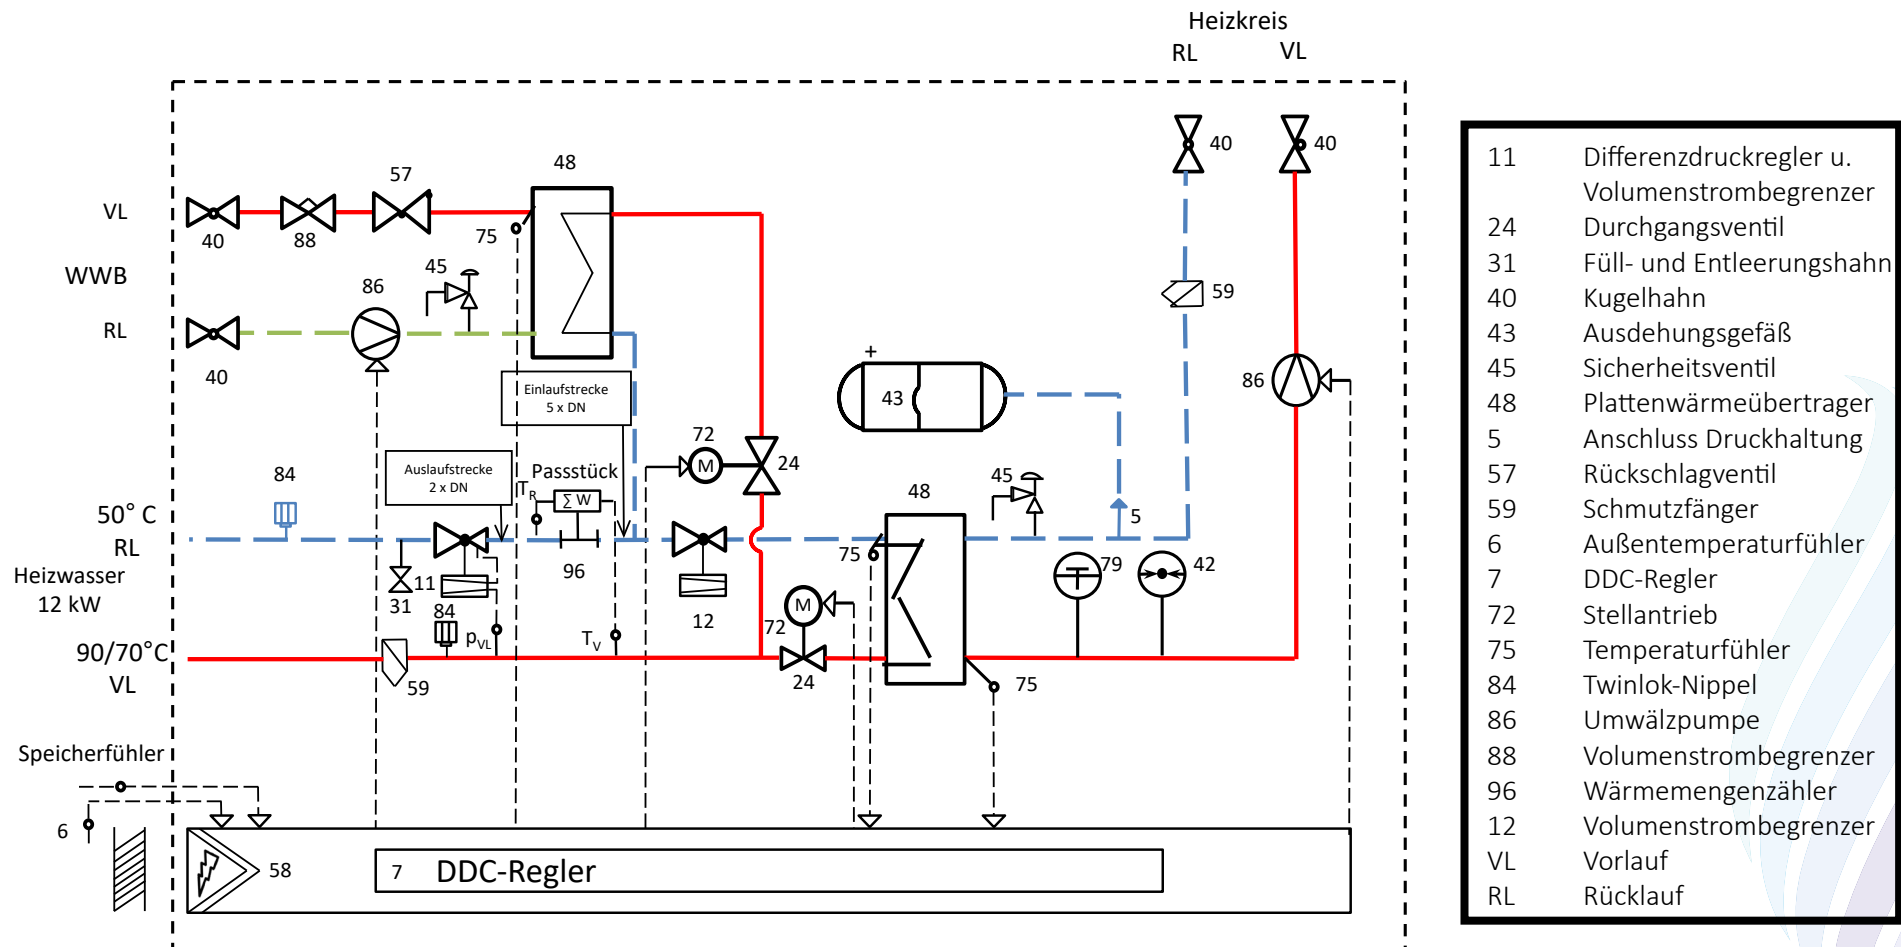 Heizkreis
RL VL
40 40
VL
40
88
57
48
75
WWB
45
86
RL
40
59
86
+
43
Einlaufstrecke
5 x DN
Auslaufstrecke
2 x DN
Passstück
T_R
Σ W
72
M
24
84
50° C
RL
Heizwasser
12 kW
90/70°C
VL
31
11
84
p_VL
96
T_V
12
59
72
M
24
75
48
45
5
79
42
75
Speicherfühler
6
58
7 DDC-Regler
11 Differenzdruckregler u.
Volumenstrombegrenzer
24 Durchgangsventil
31 Füll- und Entleerungshahn
40 Kugelhahn
43 Ausdehungsgefäß
45 Sicherheitsventil
48 Plattenwärmeübertrager
5 Anschluss Druckhaltung
57 Rückschlagventil
59 Schmutzfänger
6 Außentemperaturfühler
7 DDC-Regler
72 Stellantrieb
75 Temperaturfühler
84 Twinlok-Nippel
86 Umwälzpumpe
88 Volumenstrombegrenzer
96 Wärmemengenzähler
12 Volumenstrombegrenzer
VL Vorlauf
RL Rücklauf